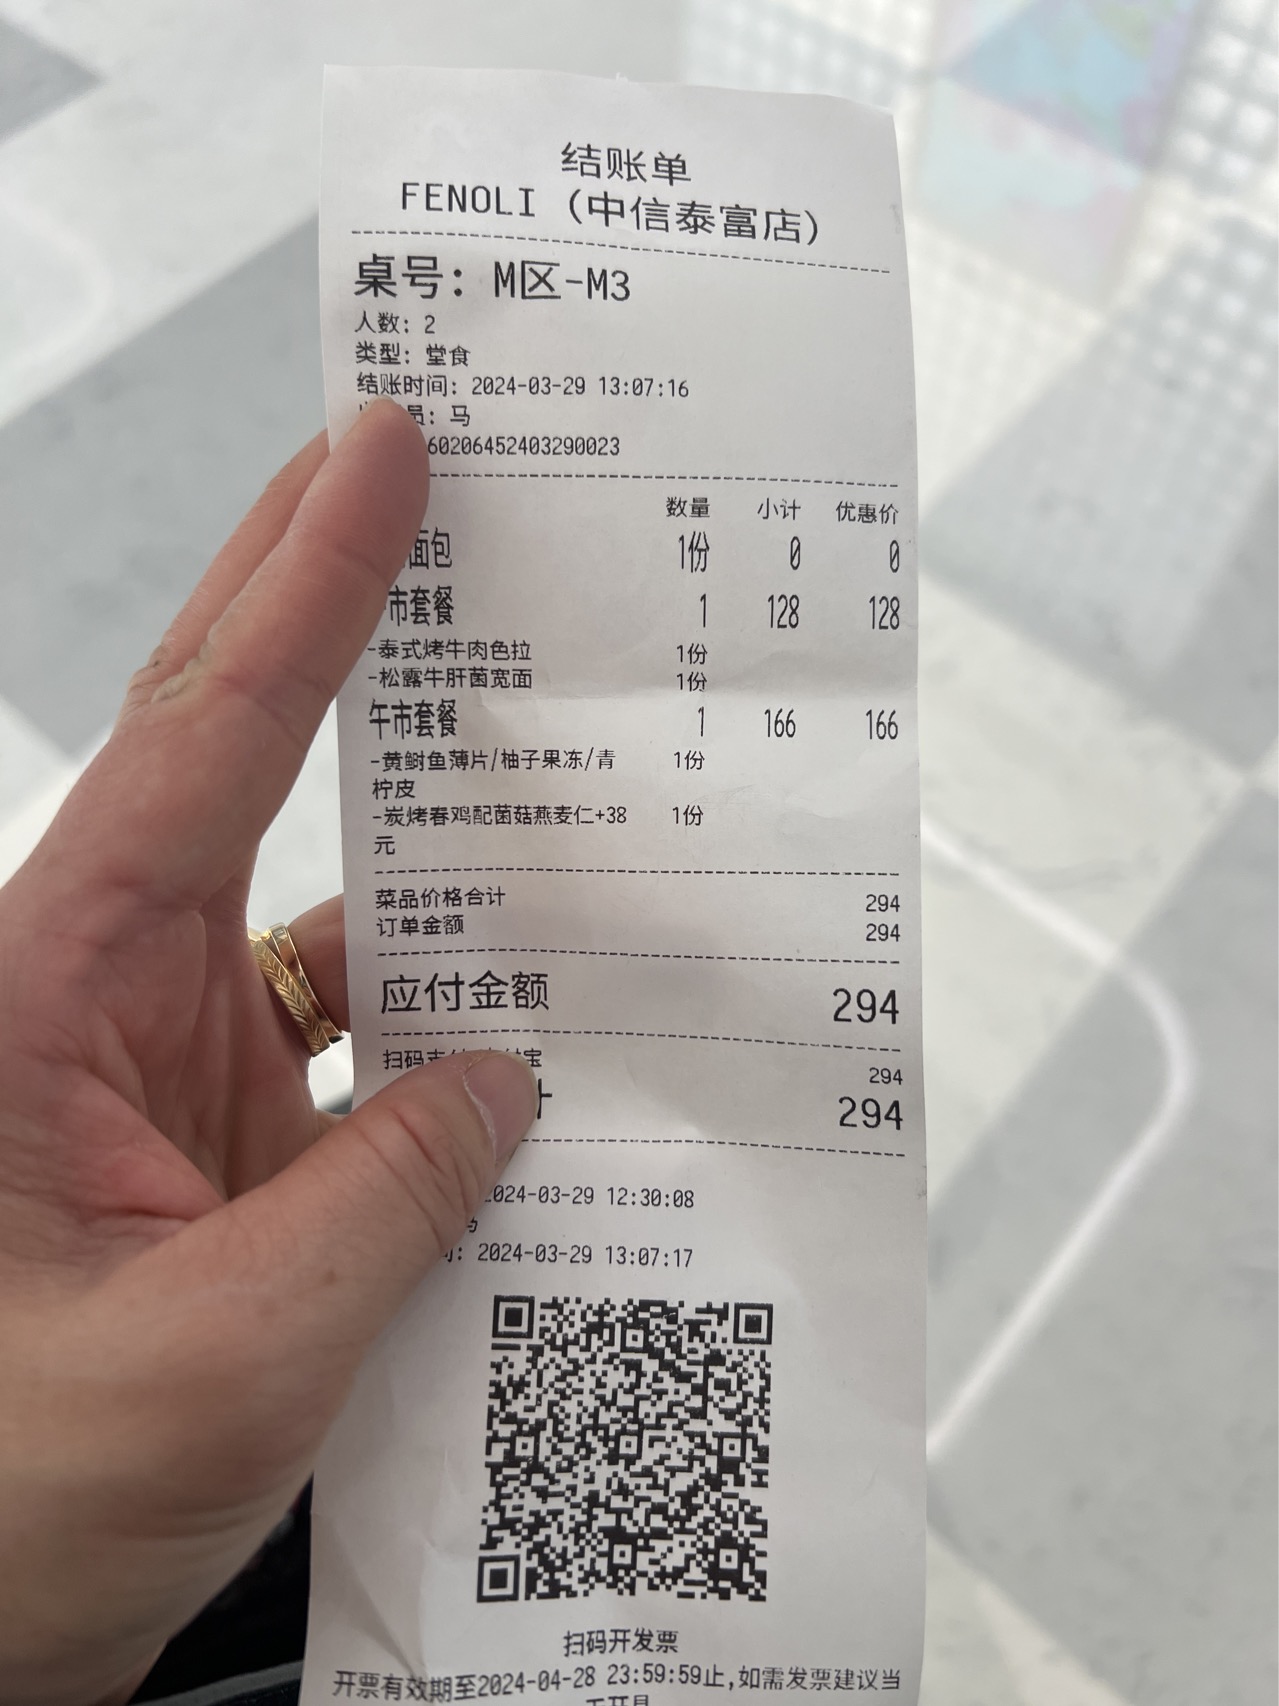 结账单
FENOLI (中信泰富店)
桌号: M区-M3
人数: 2
类型: 堂食
结账时间: 2024-03-29 13:07:16
员: 马
60206452403290023
数量 小计 优惠价
面包 1份 0 0
市套餐 1 128 128
-泰式烤牛肉色拉 1份
-松露牛肝菌宽面 1份
午市套餐 1 166 166
-黄鲥鱼薄片/柚子果冻/青 1份
柠皮
-炭烤春鸡配菌菇燕麦仁+38 1份
元
菜品价格合计 294
订单金额 294
应付金额 294
扫码支付 宝 294
294
2024-03-29 12:30:08
马
: 2024-03-29 13:07:17
扫码开发票
开票有效期至2024-04-28 23:59:59止,如需发票建议当